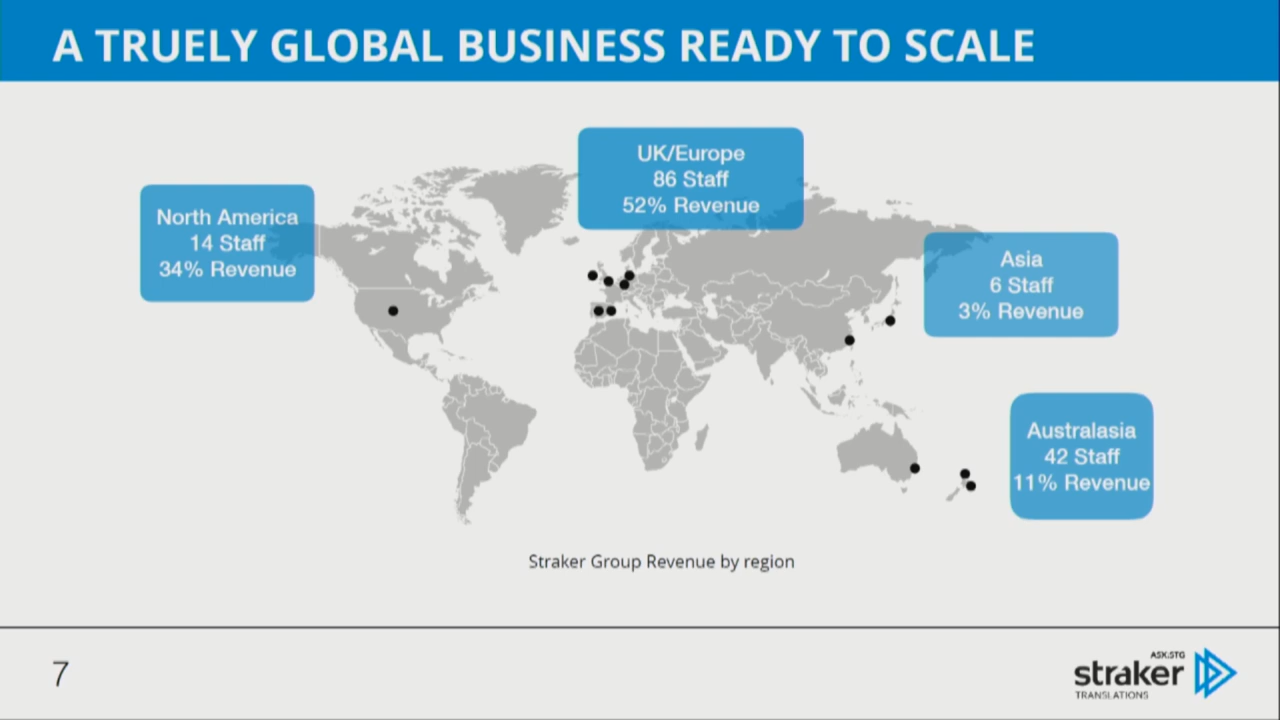 A TRUELY GLOBAL BUSINESS READY TO SCALE
UK/Europe
86 Staff
52% Revenue
North America
14 Staff
34% Revenue
Asia
6 Staff
3% Revenue
Australasia
42 Staff
11% Revenue
Straker Group Revenue by region
7
ASX:STG
straker
TRANSLATIONS